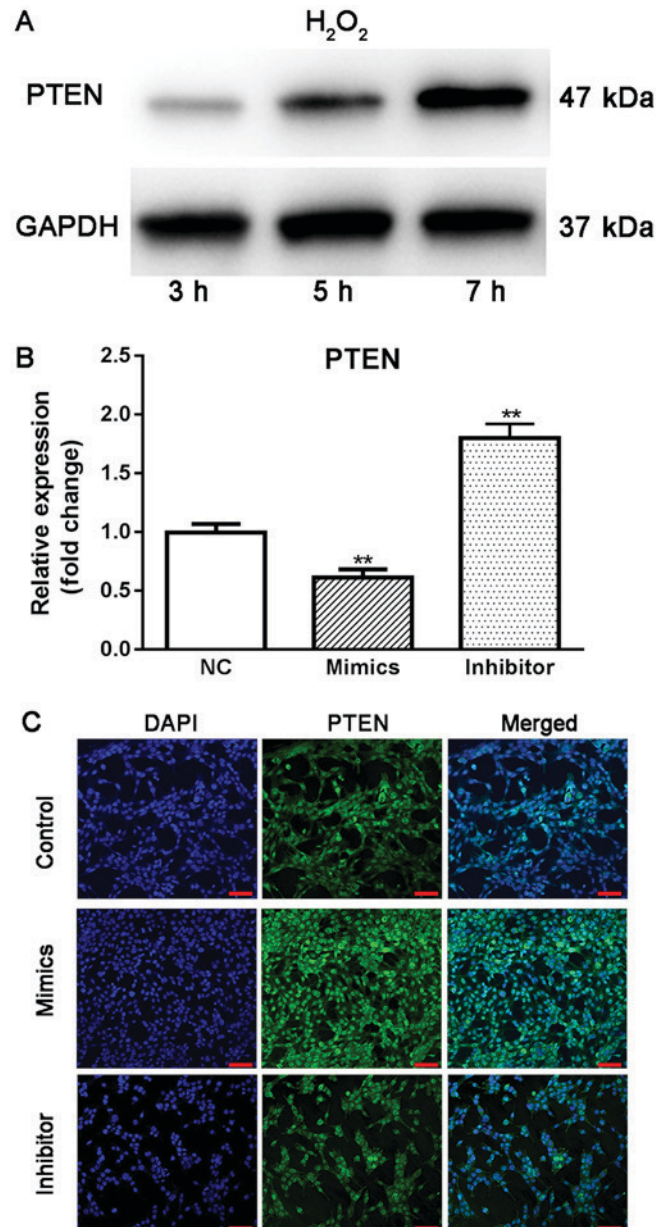 A
H₂O₂
PTEN
47 kDa
GAPDH
37 kDa
3 h 5 h 7 h
B
PTEN
Relative expression
(fold change)
2.5
2.0
1.5
1.0
0.5
0.0
**
**
NC Mimics Inhibitor
C
DAPI PTEN Merged
Control
Mimics
Inhibitor